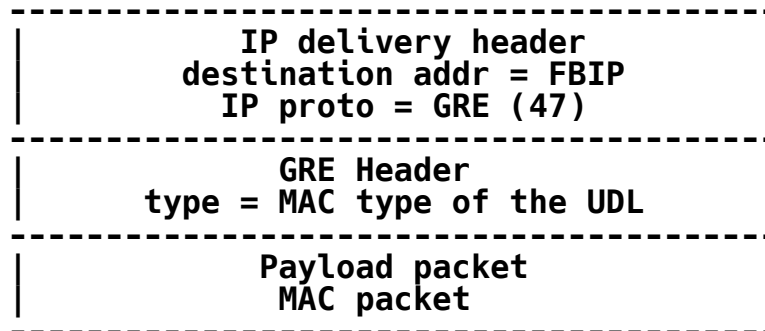 ----------------------------------------
| IP delivery header
| destination addr = FBIP
| IP proto = GRE (47)
----------------------------------------
| GRE Header
| type = MAC type of the UDL
----------------------------------------
| Payload packet
| MAC packet
----------------------------------------